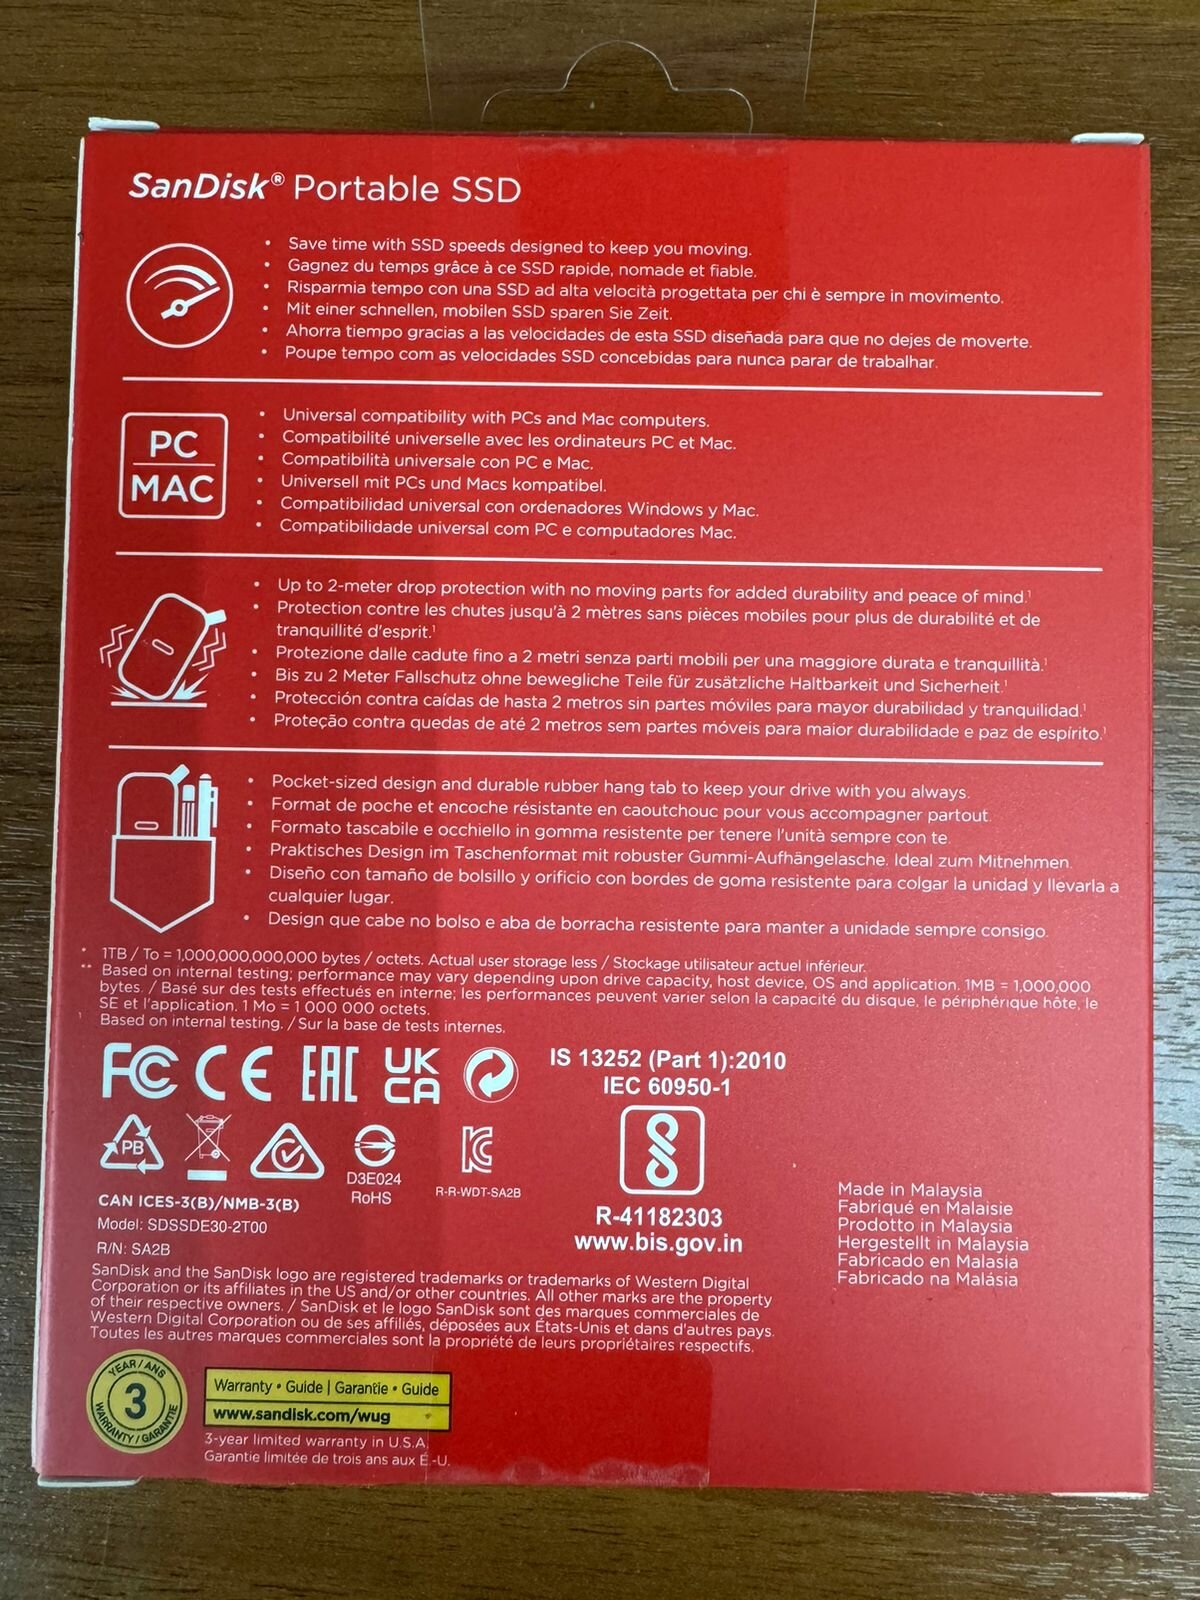 SanDisk® Portable SSD
• Save time with SSD speeds designed to keep you moving.
• Gagnez du temps grâce à ce SSD rapide, nomade et fiable.
• Risparmia tempo con una SSD ad alta velocità progettata per chi è sempre in movimento.
• Mit einer schnellen, mobilen SSD sparen Sie Zeit.
• Ahorra tiempo gracias a las velocidades de esta SSD diseñada para que no dejes de moverte.
• Poupe tempo com as velocidades SSD concebidas para nunca parar de trabalhar.
PC
MAC
• Universal compatibility with PCs and Mac computers.
• Compatibilité universelle avec les ordinateurs PC et Mac.
• Compatibilità universale con PC e Mac.
• Universell mit PCs und Macs kompatibel.
• Compatibilidad universal con ordenadores Windows y Mac.
• Compatibilidade universal com PC e computadores Mac.
• Up to 2-meter drop protection with no moving parts for added durability and peace of mind.¹
• Protection contre les chutes jusqu'à 2 mètres sans pièces mobiles pour plus de durabilité et de
tranquillité d'esprit.¹
• Protezione dalle cadute fino a 2 metri senza parti mobili per una maggiore durata e tranquillità.¹
• Bis zu 2 Meter Fallschutz ohne bewegliche Teile für zusätzliche Haltbarkeit und Sicherheit.¹
• Protección contra caídas de hasta 2 metros sin partes móviles para mayor durabilidad y tranquilidad.¹
• Proteção contra quedas de até 2 metros sem partes móveis para maior durabilidade e paz de espírito.¹
• Pocket-sized design and durable rubber hang tab to keep your drive with you always.
• Format de poche et encoche résistante en caoutchouc pour vous accompagner partout.
• Formato tascabile e occhiello in gomma resistente per tenere l'unità sempre con te.
• Praktisches Design im Taschenformat mit robuster Gummi-Aufhängelasche. Ideal zum Mitnehmen.
• Diseño con tamaño de bolsillo y orificio con bordes de goma resistente para colgar la unidad y llevarla a
cualquier lugar.
• Design que cabe no bolso e aba de borracha resistente para manter a unidade sempre consigo.
* 1TB / To = 1,000,000,000,000 bytes / octets. Actual user storage less / Stockage utilisateur actuel inférieur.
** Based on internal testing; performance may vary depending upon drive capacity, host device, OS and application. 1MB = 1,000,000
bytes. / Basé sur des tests effectués en interne; les performances peuvent varier selon la capacité du disque, le périphérique hôte, le
SE et l'application. 1 Mo = 1 000 000 octets.
¹ Based on internal testing. / Sur la base de tests internes.
FC CE EAC UK
CA
IS 13252 (Part 1):2010
IEC 60950-1
PB
D3E024
RoHS
R-R-WDT-SA2B
CAN ICES-3(B)/NMB-3(B)
Model: SDSSDE30-2T00
R/N: SA2B
R-41182303
www.bis.gov.in
Made in Malaysia
Fabriqué en Malaisie
Prodotto in Malaysia
Hergestellt in Malaysia
Fabricado en Malasia
Fabricado na Malásia
SanDisk and the SanDisk logo are registered trademarks or trademarks of Western Digital
Corporation or its affiliates in the US and/or other countries. All other marks are the property
of their respective owners. / SanDisk et le logo SanDisk sont des marques commerciales de
Western Digital Corporation ou de ses affiliés, déposées aux États-Unis et dans d'autres pays.
Toutes les autres marques commerciales sont la propriété de leurs propriétaires respectifs.
YEAR / ANS
3
WARRANTY / GARANTIE
Warranty • Guide | Garantie • Guide
www.sandisk.com/wug
3-year limited warranty in U.S.A.
Garantie limitée de trois ans aux É.-U.